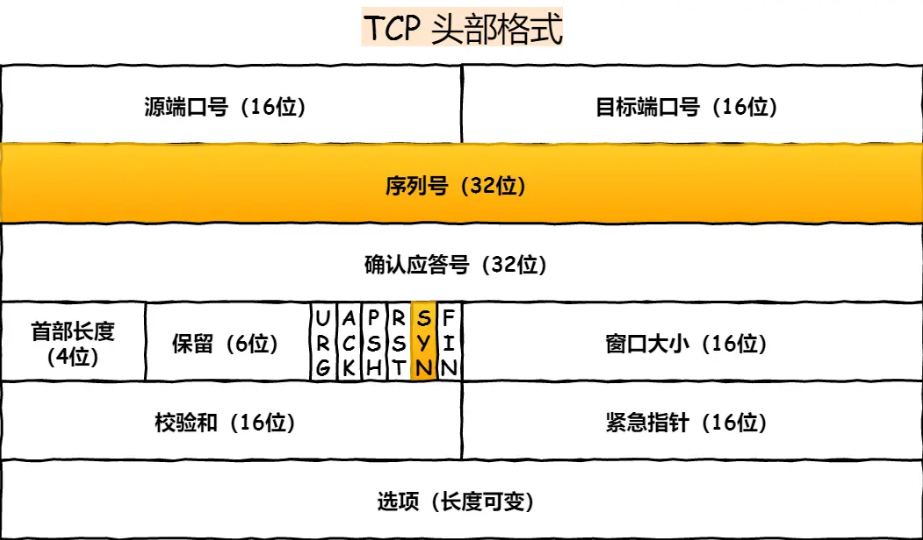 TCP 头部格式
源端口号（16位）
目标端口号（16位）
序列号（32位）
确认应答号（32位）
首部长度
（4位）
保留（6位）
URG
ACK
PSH
RST
SYN
FIN
窗口大小（16位）
校验和（16位）
紧急指针（16位）
选项（长度可变）